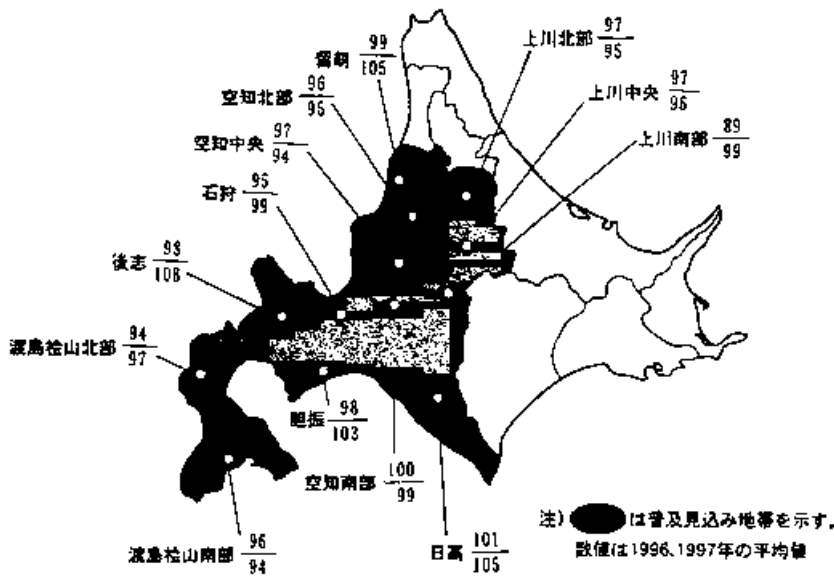 留萌 99/105
上川北部 97/95
空知北部 96/95
上川中央 97/96
空知中央 97/94
上川南部 89/99
石狩 95/99
後志 98/108
渡島桧山北部 94/97
胆振 98/103
空知南部 100/99
渡島桧山南部 96/94
日高 101/105
注) は普及見込み地帯を示す。
数値は1996、1997年の平均値